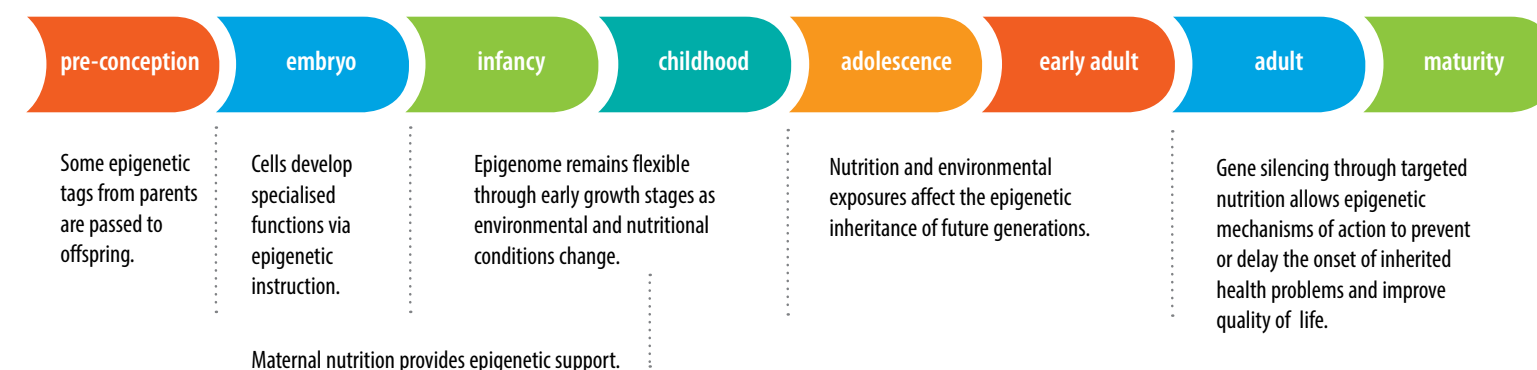 pre-conception
embryo
infancy
childhood
adolescence
early adult
adult
maturity
Some epigenetic
tags from parents
are passed to
offspring.
Cells develop
specialised
functions via
epigenetic
instruction.
Epigenome remains flexible
through early growth stages as
environmental and nutritional
conditions change.
Nutrition and environmental
exposures affect the epigenetic
inheritance of future generations.
Gene silencing through targeted
nutrition allows epigenetic
mechanisms of action to prevent
or delay the onset of inherited
health problems and improve
quality of life.
Maternal nutrition provides epigenetic support.